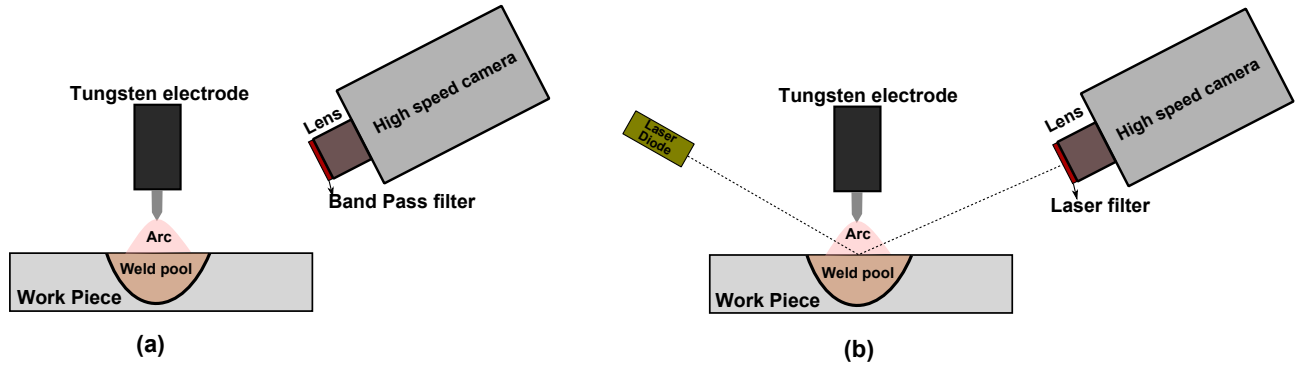 Tungsten electrode
Lens
High speed camera
Band Pass filter
Arc
Weld pool
Work Piece
(a)
Laser
Diode
Tungsten electrode
Lens
High speed camera
Laser filter
Arc
Weld pool
Work Piece
(b)